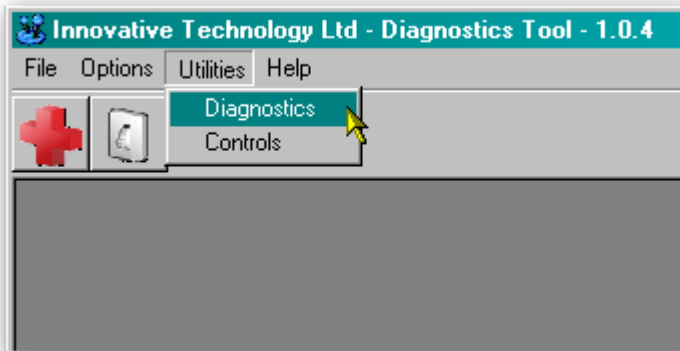 Innovative Technology Ltd - Diagnostics Tool - 1.0.4
File Options Utilities Help
Diagnostics
Controls